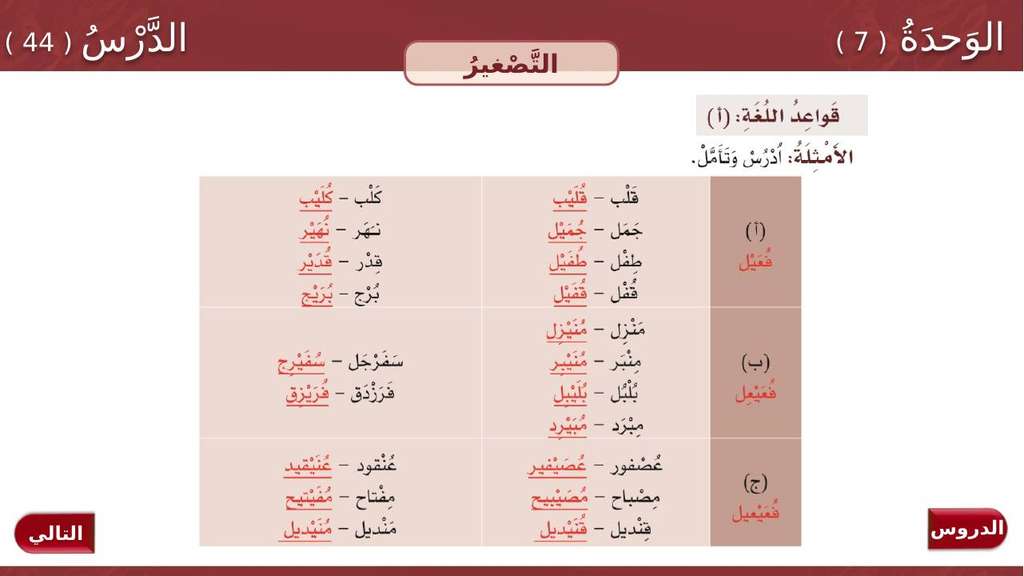 الوَحدَةُ ( 7 )
الدَّرْسُ ( 44 )
التَّصْغيرُ
قَواعِدُ اللُغَةِ: (أ)
الأَمْثِلَةُ: اُدْرُسْ وَتَأَمَّلْ.
(أ)
فُعَيْل
قَلْب – قُلَيْب
جَمَل – جُمَيْل
طِفْل – طُفَيْل
قُفْل – قُفَيْل
كَلْب – كُلَيْب
نَهَر – نُهَيْر
قِدْر – قُدَيْر
بُرْج – بُرَيْج
(ب)
فُعَيْعِل
مَنْزِل – مُنَيْزِل
مِنْبَر – مُنَيْبِر
بُلْبُل – بُلَيْبِل
مِبْرَد – مُبَيْرِد
سَفَرْجَل – سُفَيْرِج
فَرَزْدَق – فُرَيْزِق
(ج)
فُعَيْعيل
عُصْفور – عُصَيْفير
مِصْباح – مُصَيْبيح
قِنْديل – قُنَيْديل
عُنْقود – عُنَيْقيد
مِفْتاح – مُفَيْتيح
مَنْديل – مُنَيْديل
الدروس
التالي